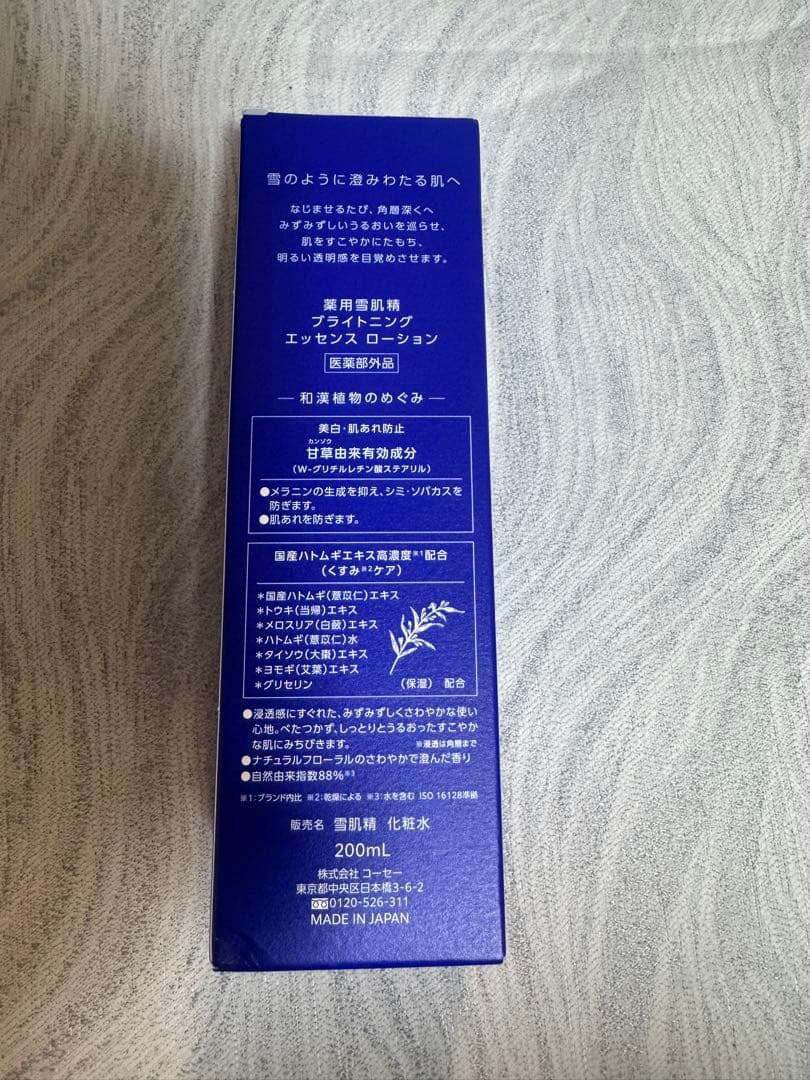 雪のように澄みわたる肌へ
なじませるたび、角層深くへ
みずみずしいうるおいを巡らせ、
肌をすこやかにたもち、
明るい透明感を目覚めさせます。
薬用雪肌精
ブライトニング
エッセンス ローション
医薬部外品
和漢植物のめぐみ
美白・肌あれ防止
カンゾウ
甘草由来有効成分
(W-グリチルレチン酸ステアリル)
●メラニンの生成を抑え、シミ・ソバカスを
防ぎます。
●肌あれを防ぎます。
国産ハトムギエキス高濃度※1配合
(くすみ※2ケア)
*国産ハトムギ(薏苡仁)エキス
*トウキ(当帰)エキス
*メロスリア(白蘞)エキス
*ハトムギ(薏苡仁)水
*タイソウ(大棗)エキス
*ヨモギ(艾葉)エキス
*グリセリン (保湿) 配合
●浸透感にすぐれた、みずみずしくさわやかな使い
心地。べたつかず、しっとりとうるおったすこやか
な肌にみちびきます。 ※浸透は角層まで
●ナチュラルフローラルのさわやかで澄んだ香り
●自然由来指数88%※3
※1:ブランド内比 ※2:乾燥による ※3:水を含む ISO 16128準拠
販売名 雪肌精 化粧水
200mL
株式会社 コーセー
東京都中央区日本橋3-6-2
0120-526-311
MADE IN JAPAN